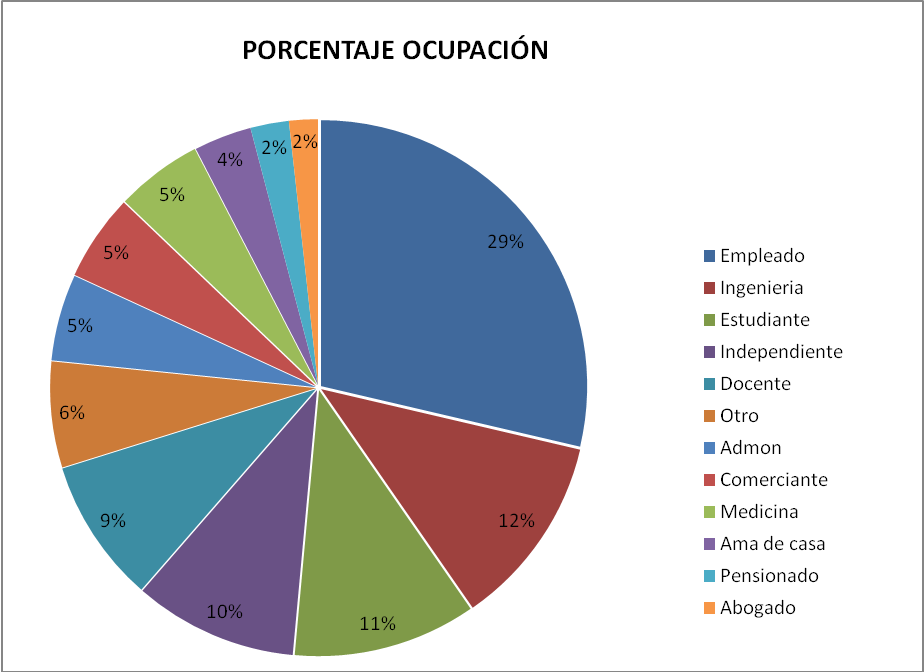 PORCENTAJE OCUPACIÓN
29%
12%
11%
10%
9%
6%
5%
5%
5%
4%
2%
2%
Empleado
Ingenieria
Estudiante
Independiente
Docente
Otro
Admon
Comerciante
Medicina
Ama de casa
Pensionado
Abogado